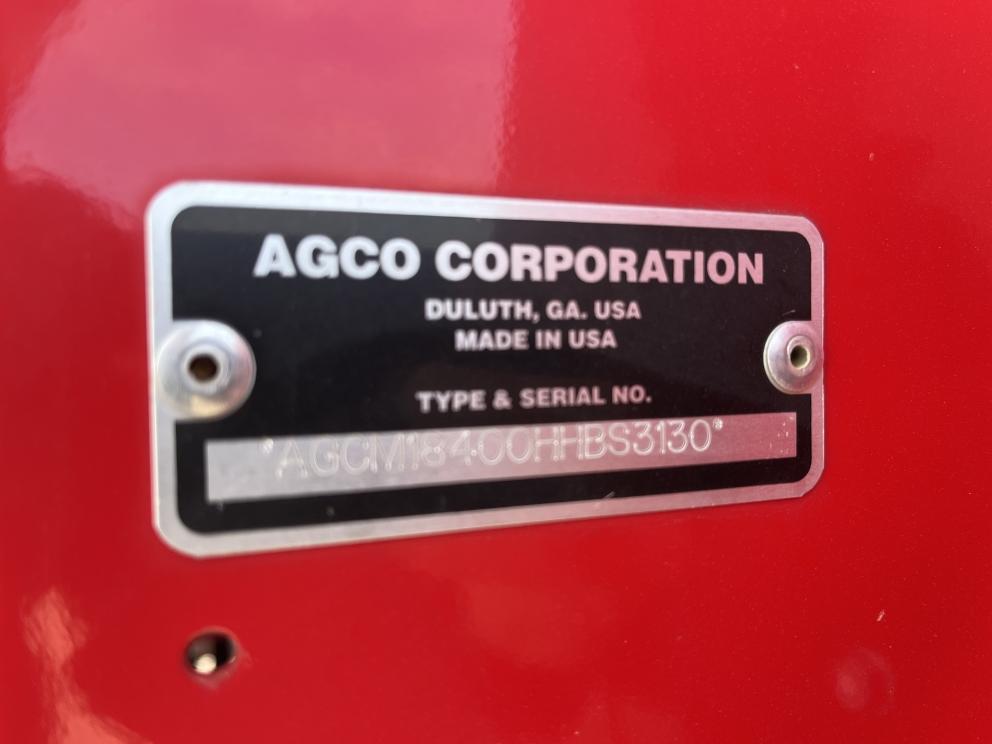 AGCO CORPORATION
DULUTH, GA. USA
MADE IN USA
TYPE & SERIAL NO.
*AGCM18400HHBS3130*